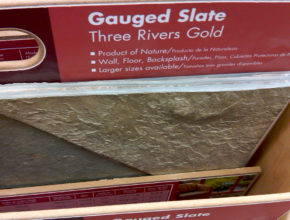 Gauged Slate
Three Rivers Gold
Product of Nature/Producto de la Naturaleza
Wall, Floor, Backsplash/Paredes, Pisos, Cubiertas Protectoras de
Larger sizes available/Tamaños más grandes disponibles
Gauged Slate